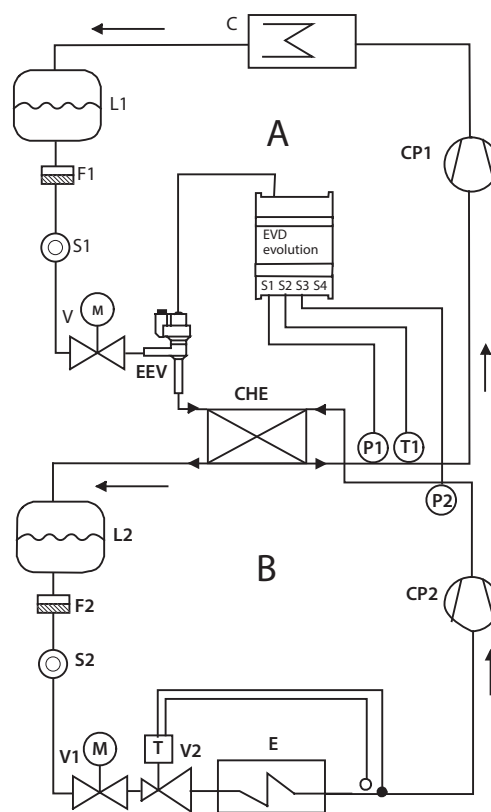 C
L1
A
CP1
F1
EVD
evolution
S1
S1 S2 S3 S4
V
M
EEV
CHE
P1
T1
P2
L2
B
CP2
F2
S2
V1
M
T
V2
E